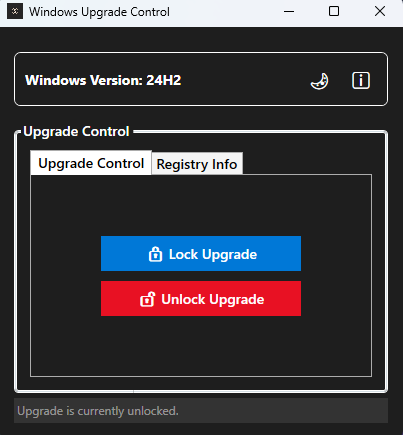 Windows Upgrade Control
Windows Version: 24H2
Upgrade Control
Upgrade Control
Registry Info
Lock Upgrade
Unlock Upgrade
Upgrade is currently unlocked.